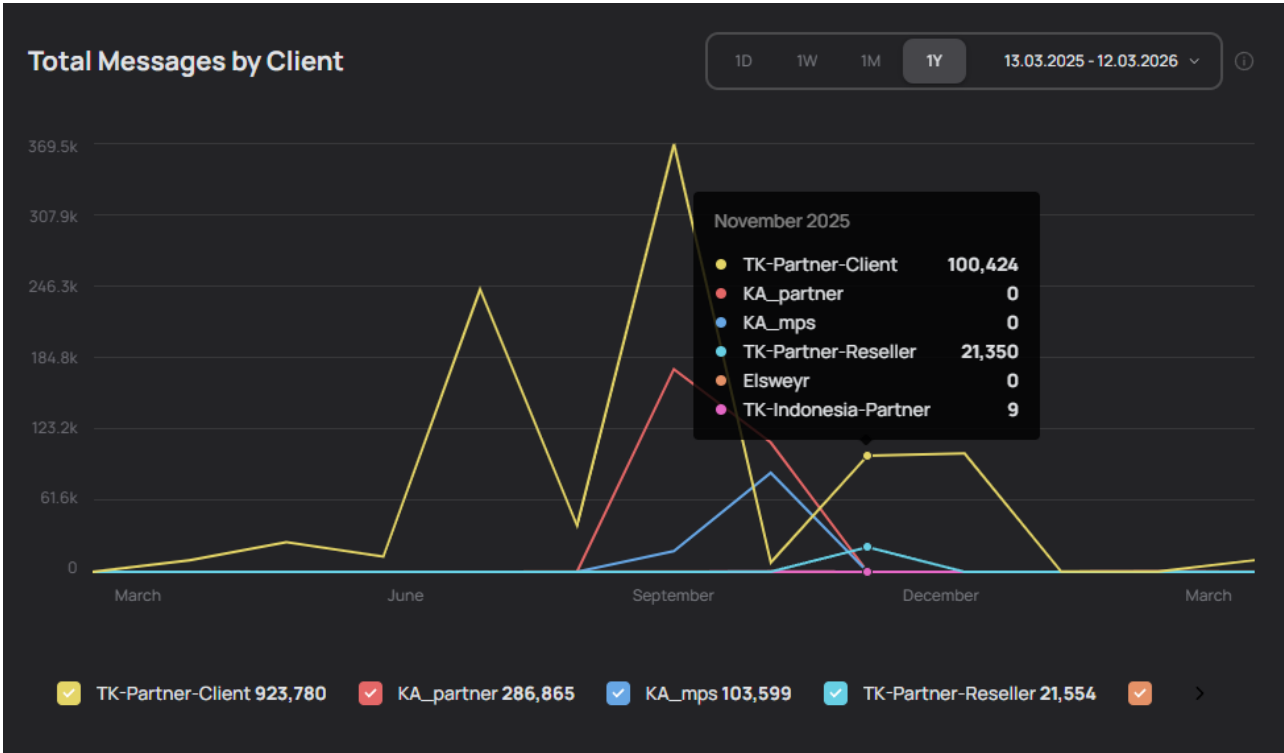 Total Messages by Client
1D 1W 1M 1Y 13.03.2025 - 12.03.2026
369.5k
307.9k
246.3k
184.8k
123.2k
61.6k
0
November 2025
TK-Partner-Client 100,424
KA_partner 0
KA_mps 0
TK-Partner-Reseller 21,350
Elsweyr 0
TK-Indonesia-Partner 9
March June September December March
TK-Partner-Client 923,780 KA_partner 286,865 KA_mps 103,599 TK-Partner-Reseller 21,554